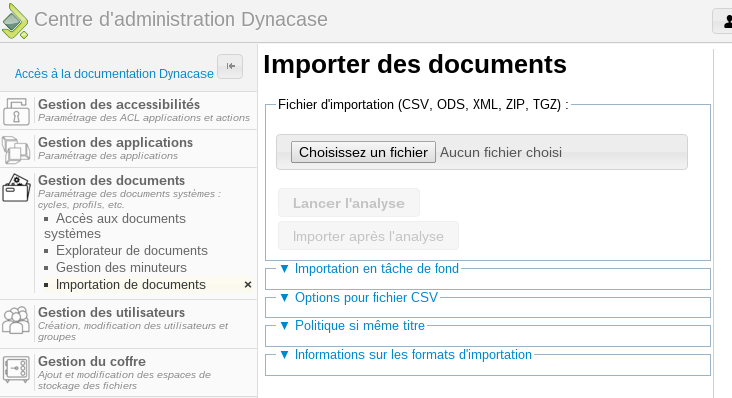 Centre d'administration Dynacase
Accès à la documentation Dynacase
Gestion des accessibilités
Paramétrage des ACL applications et actions
Gestion des applications
Paramétrage des applications
Gestion des documents
Paramétrage des documents systèmes :
cycles, profils, etc.
Accès aux documents
systèmes
Explorateur de documents
Gestion des minuteurs
Importation de documents
Gestion des utilisateurs
Création, modification des utilisateurs et
groupes
Gestion du coffre
Ajout et modification des espaces de
stockage des fichiers
Importer des documents
Fichier d'importation (CSV, ODS, XML, ZIP, TGZ) :
Choisissez un fichier Aucun fichier choisi
Lancer l'analyse
Importer après l'analyse
▼ Importation en tâche de fond
▼ Options pour fichier CSV
▼ Politique si même titre
▼ Informations sur les formats d'importation